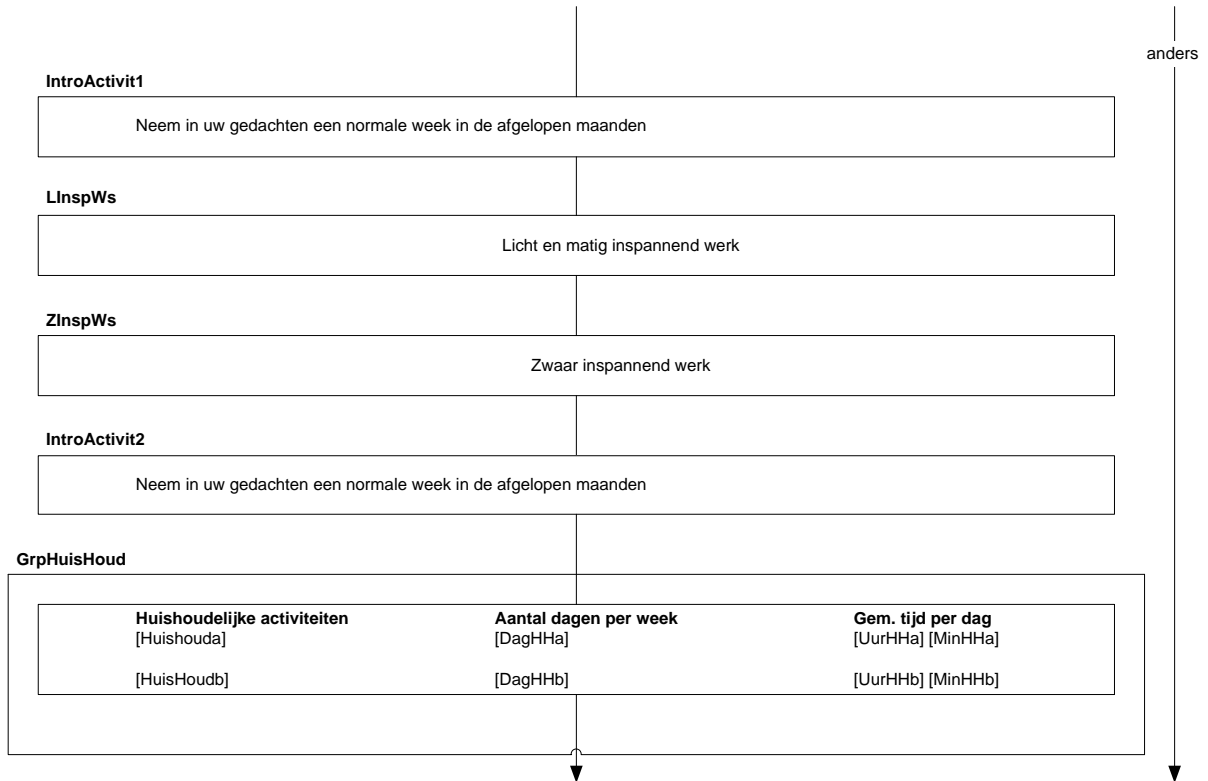 anders
IntroActivit1
Neem in uw gedachten een normale week in de afgelopen maanden
LInspWs
Licht en matig inspannend werk
ZInspWs
Zwaar inspannend werk
IntroActivit2
Neem in uw gedachten een normale week in de afgelopen maanden
GrpHuisHoud
Huishoudelijke activiteiten Aantal dagen per week Gem. tijd per dag
[Huishouda] [DagHHa] [UurHHa] [MinHHa]
[HuisHoudb] [DagHHb] [UurHHb] [MinHHb]